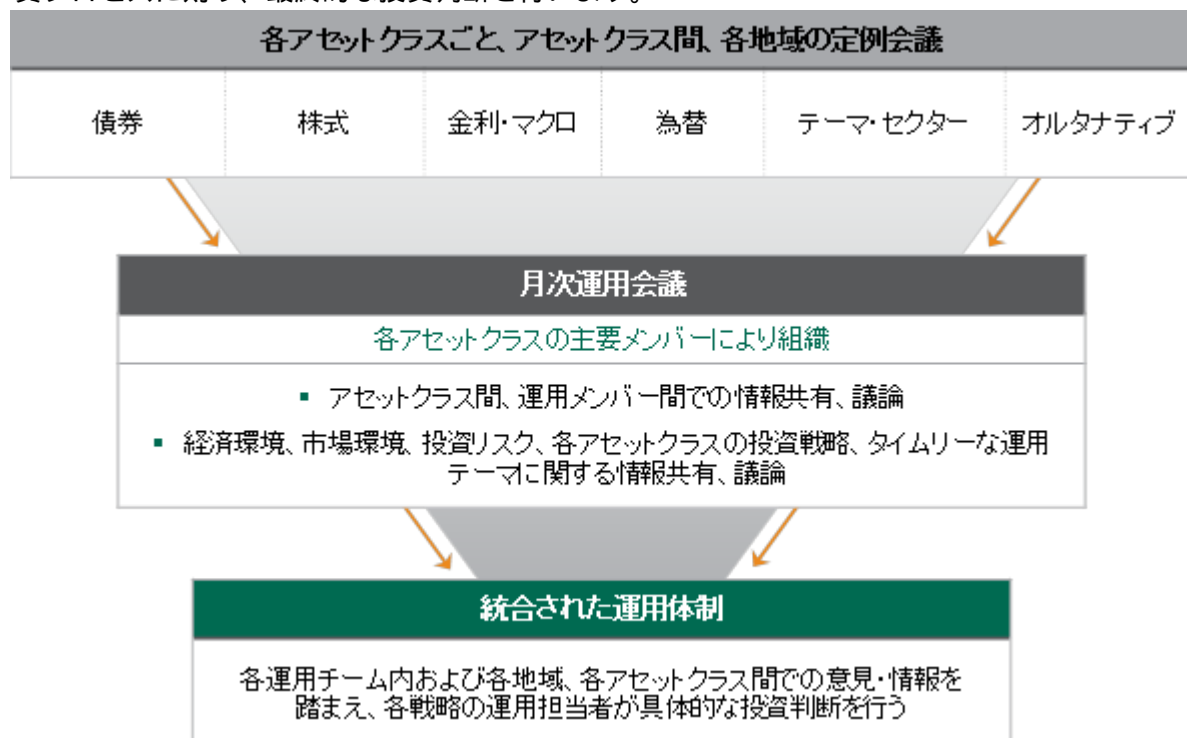 各アセットクラスごと、アセットクラス間、各地域の定例会議
債券
株式
金利・マクロ
為替
テーマ・セクター
オルタナティブ
月次運用会議
各アセットクラスの主要メンバーにより組織
▪ アセットクラス間、運用メンバー間での情報共有、議論
▪ 経済環境、市場環境、投資リスク、各アセットクラスの投資戦略、タイムリーな運用
テーマに関する情報共有、議論
統合された運用体制
各運用チーム内および各地域、各アセットクラス間での意見・情報を
踏まえ、各戦略の運用担当者が具体的な投資判断を行う